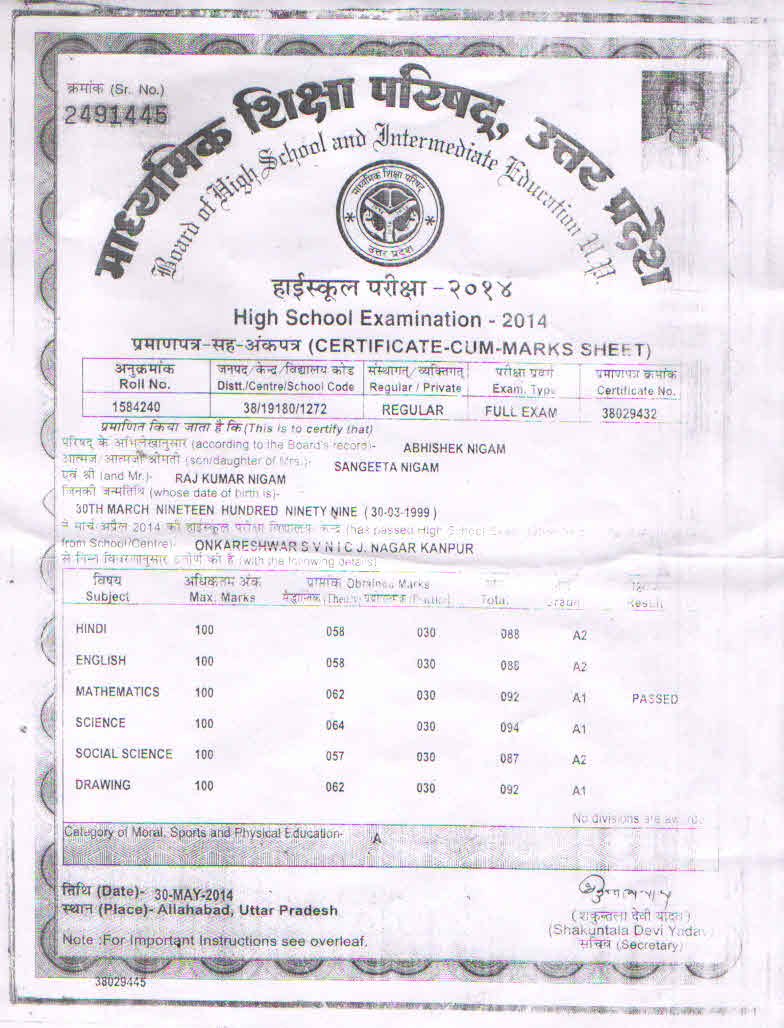 क्रमांक (Sr. No.)
2491445
माध्यमिक शिक्षा परिषद्, उत्तर प्रदेश
Board of High School and Intermediate Education U.P.
माध्यमिक शिक्षा परिषद
उत्तर प्रदेश
हाईस्कूल परीक्षा - २०१४
High School Examination - 2014
प्रमाणपत्र-सह-अंकपत्र (CERTIFICATE-CUM-MARKS SHEET)
अनुक्रमांक जनपद/केन्द्र/विद्यालय कोड संस्थागत/व्यक्तिगत परीक्षा प्रवर्ग प्रमाणपत्र क्रमांक
Roll No. Distt./Centre/School Code Regular / Private Exam. Type Certificate No.
1584240 38/19180/1272 REGULAR FULL EXAM 38029432
प्रमाणित किया जाता है कि (This is to certify that)
परिषद् के अभिलेखानुसार (according to the Board's record)- ABHISHEK NIGAM
आत्मज/आत्मजा श्रीमती (son/daughter of Mrs.)- SANGEETA NIGAM
एवं श्री (and Mr.)- RAJ KUMAR NIGAM
जिनकी जन्मतिथि (whose date of birth is)-
30TH MARCH NINETEEN HUNDRED NINETY NINE (30-03-1999)
ने मार्च अप्रैल 2014 की हाईस्कूल परीक्षा विद्यालय केन्द्र (has passed High School
from School/Centre)- ONKARESHWAR S V N I C J. NAGAR KANPUR
से निम्न विवरणानुसार उत्तीर्ण की है (with the following details)
विषय अधिकतम अंक प्राप्तांक Obtained Marks
Subject Max. Marks सैद्धान्तिक (Theory) प्रयोगात्मक (Practical) Total Grade Result
HINDI 100 058 030 088 A2
ENGLISH 100 058 030 088 A2
MATHEMATICS 100 062 030 092 A1 PASSED
SCIENCE 100 064 030 094 A1
SOCIAL SCIENCE 100 057 030 087 A2
DRAWING 100 062 030 092 A1
No divisions are
Category of Moral, Sports and Physical Education- A
तिथि (Date)- 30-MAY-2014
स्थान (Place)- Allahabad, Uttar Pradesh
(शकुन्तला देवी यादव)
(Shakuntala Devi Yadav)
सचिव (Secretary)
Note :For Important Instructions see overleaf.
38029445